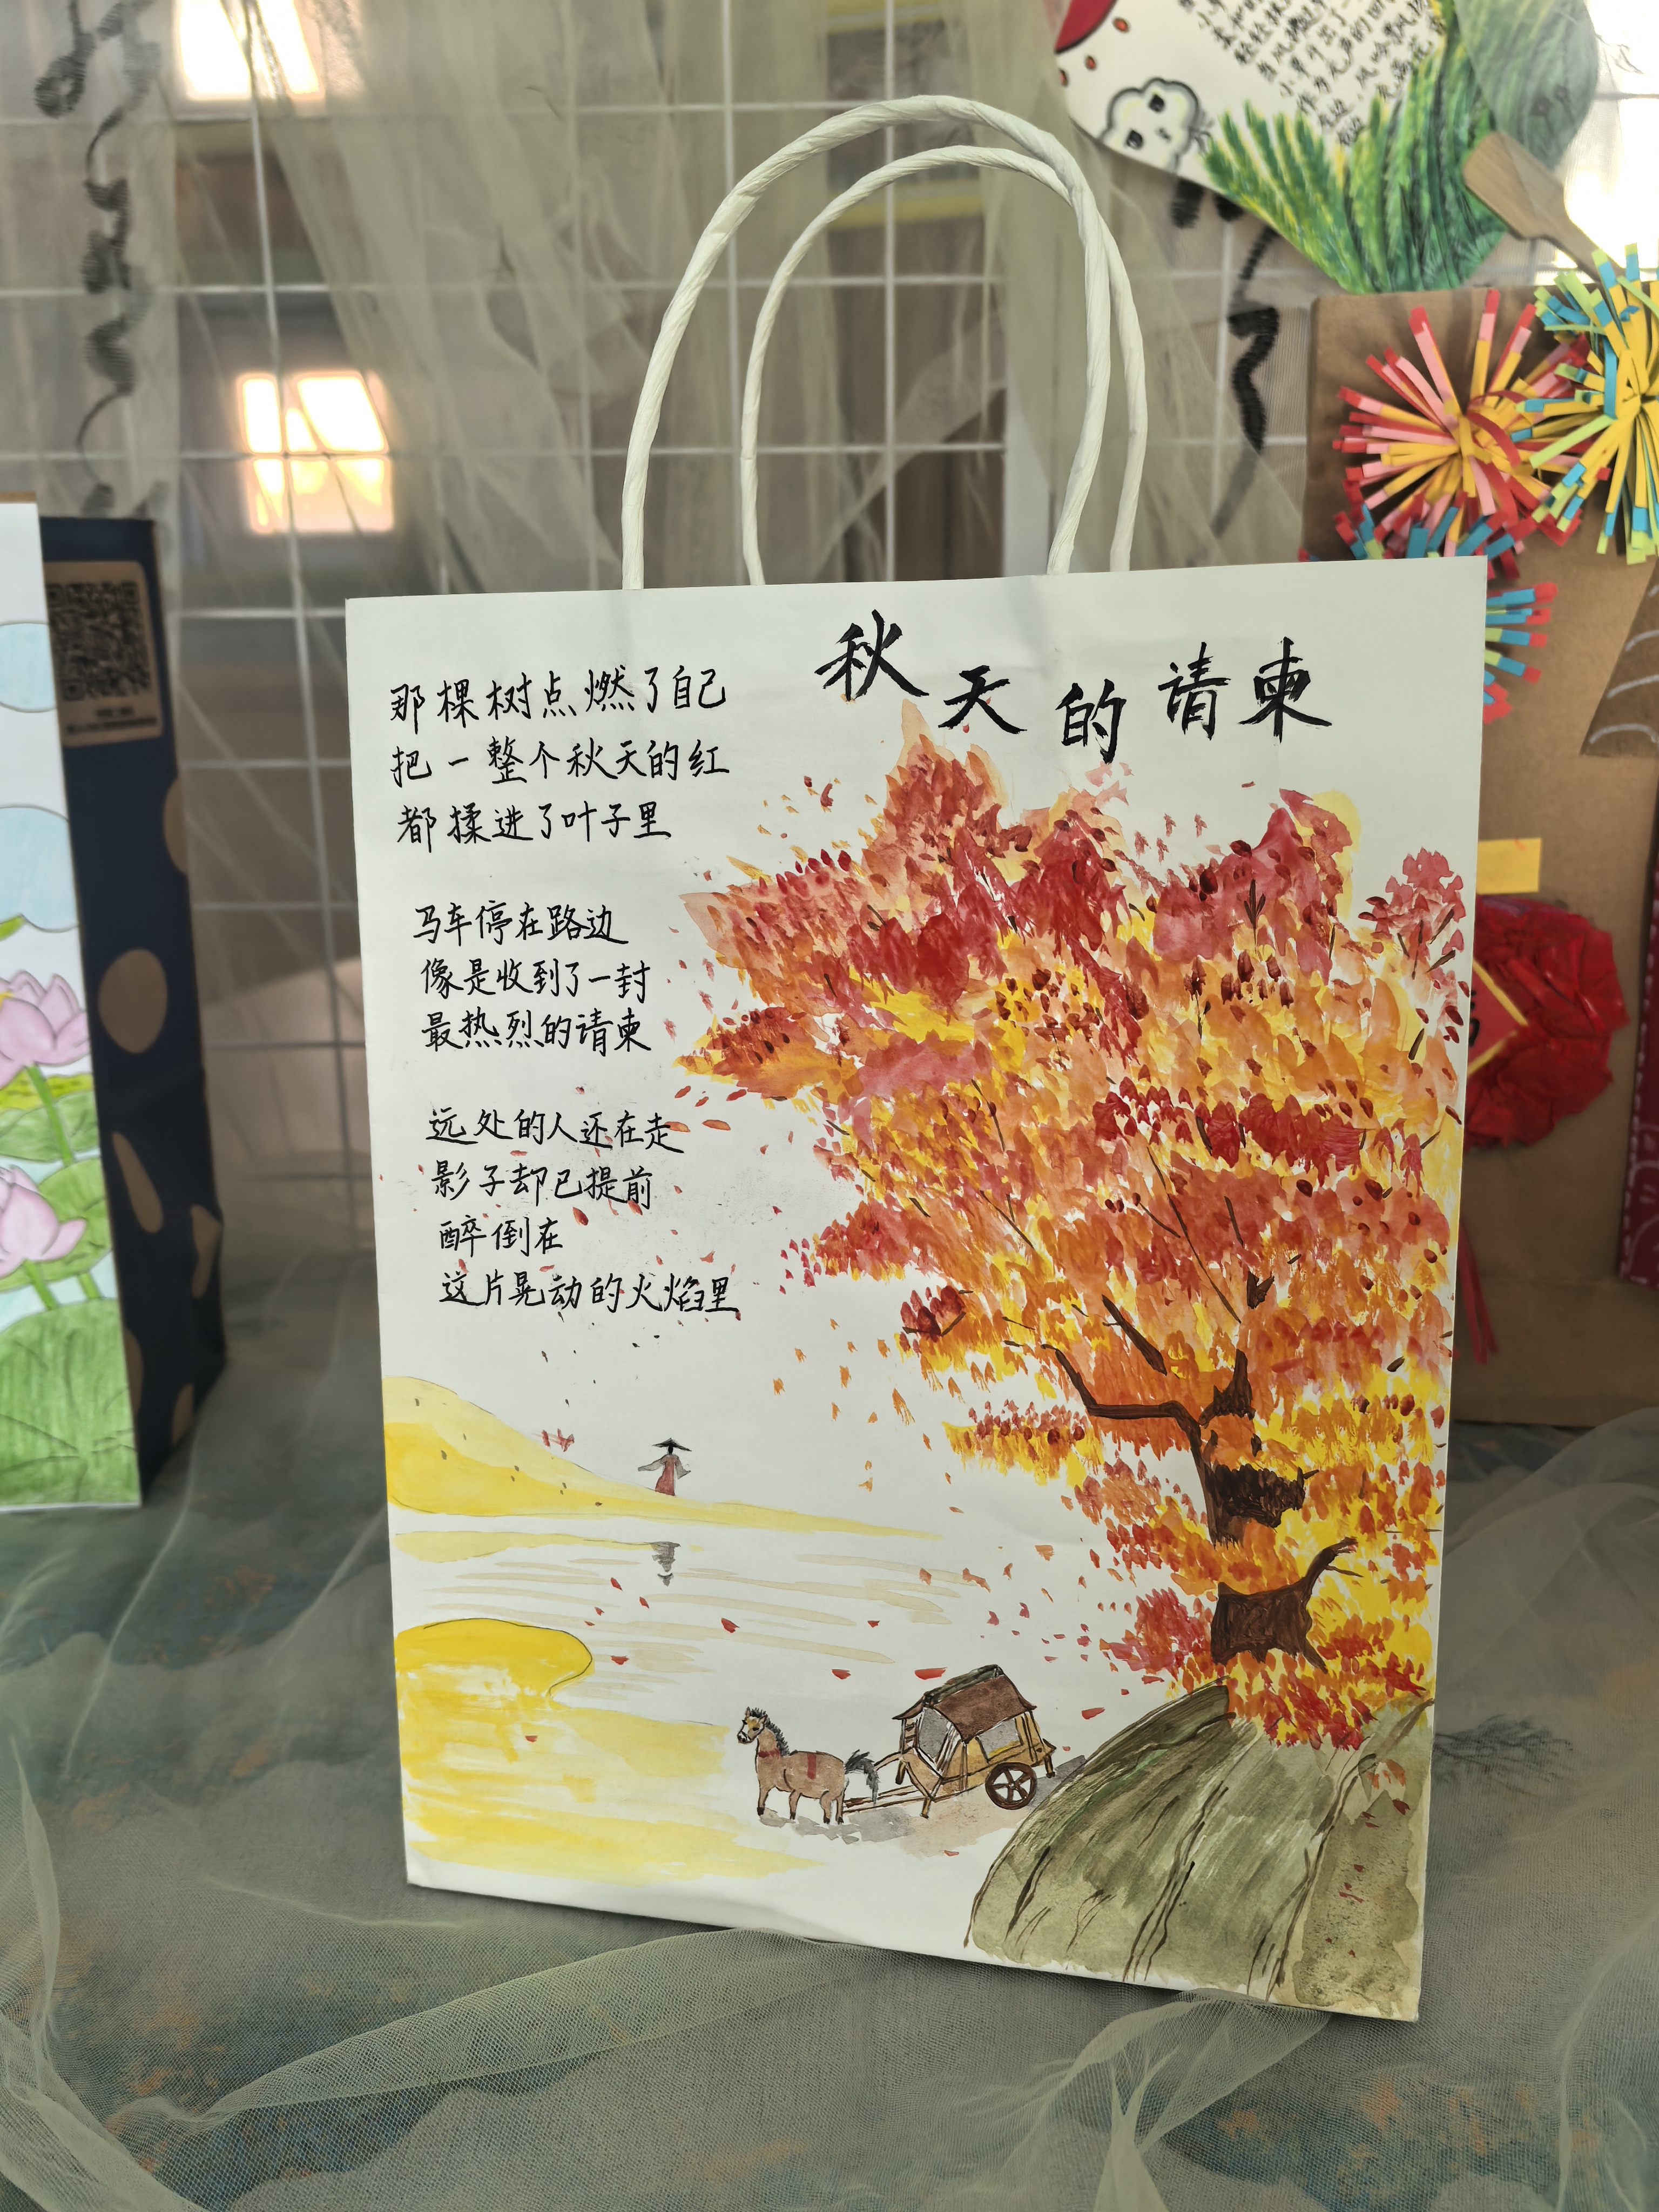 秋天的请柬
那棵树点燃了自己
把一整个秋天的红
都揉进了叶子里
马车停在路边
像是收到了一封
最热烈的请柬
远处的人还在走
影子却已提前
醉倒在
这片晃动的火焰里